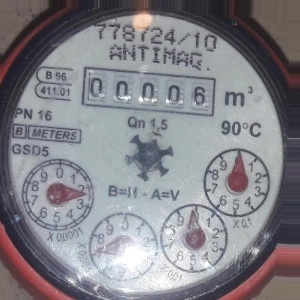 778724/10
ANTIMAG.
B 96
411.01
00006 m³
PN 16
Qn 1,5
90°C
B METERS
GSD5
B=H - A=V
X 0,1
X 0,0001